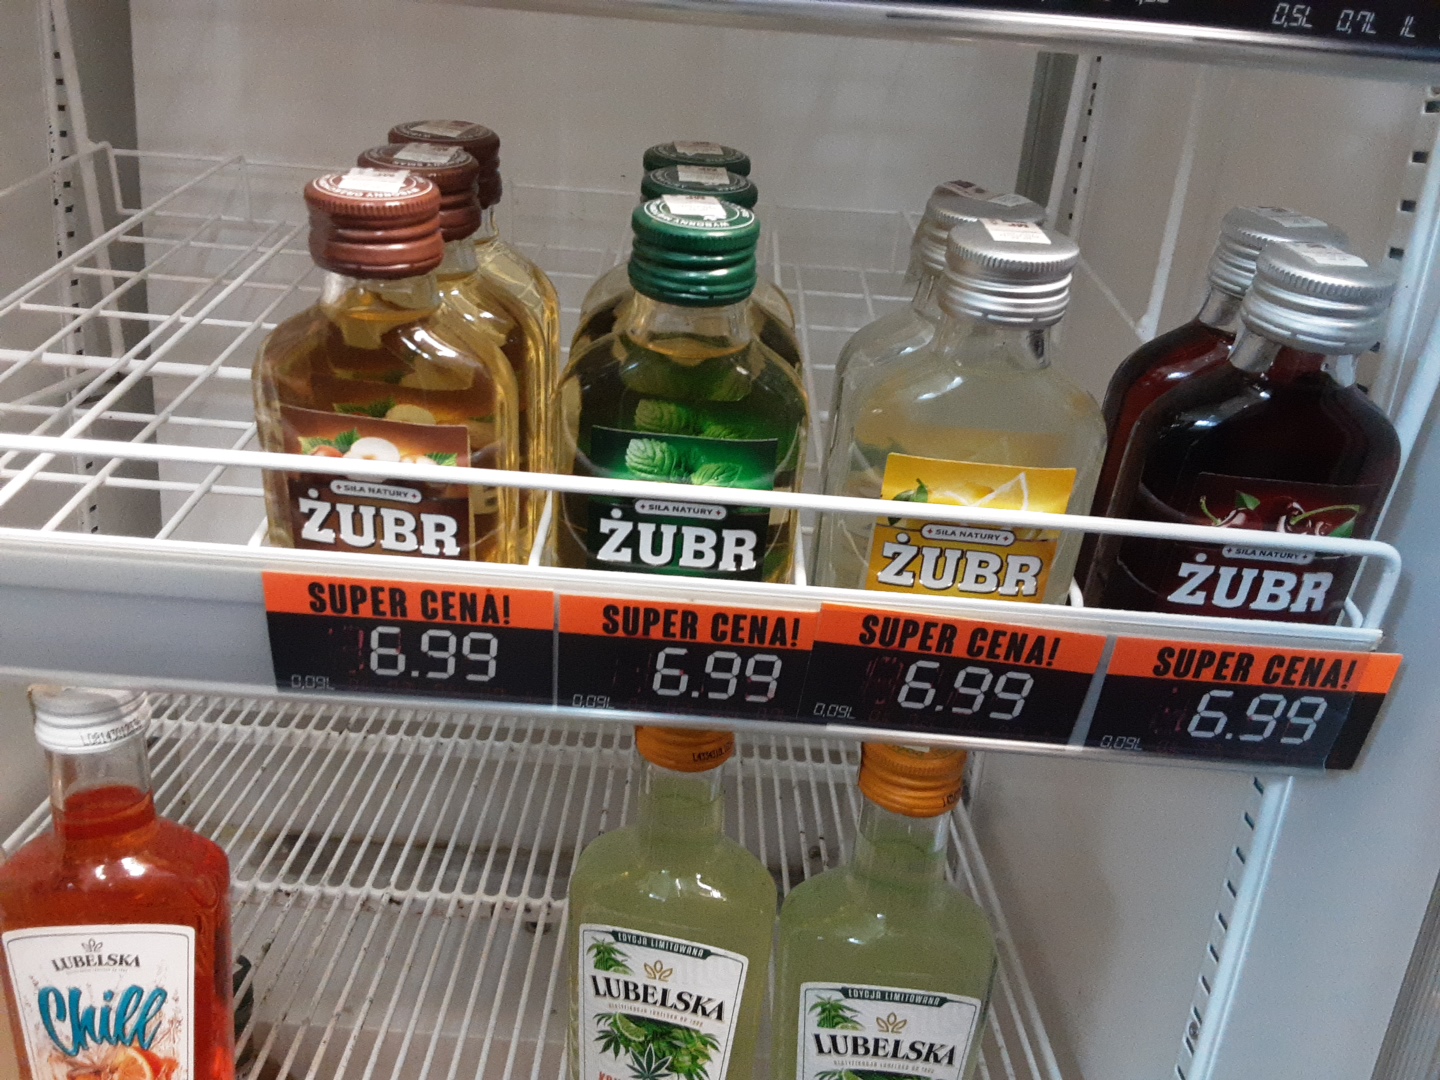 0,5L 0,7L 1L
+ SIŁA NATURY +
ŻUBR
+ SIŁA NATURY +
ŻUBR
+ SIŁA NATURY +
ŻUBR
+ SIŁA NATURY +
ŻUBR
SUPER CENA!
6.99
0,09L
SUPER CENA!
6.99
0,09L
SUPER CENA!
6.99
0,09L
SUPER CENA!
6.99
0,09L
LUBELSKA
Chill
EDYCJA LIMITOWANA
LUBELSKA
EDYCJA LIMITOWANA
LUBELSKA